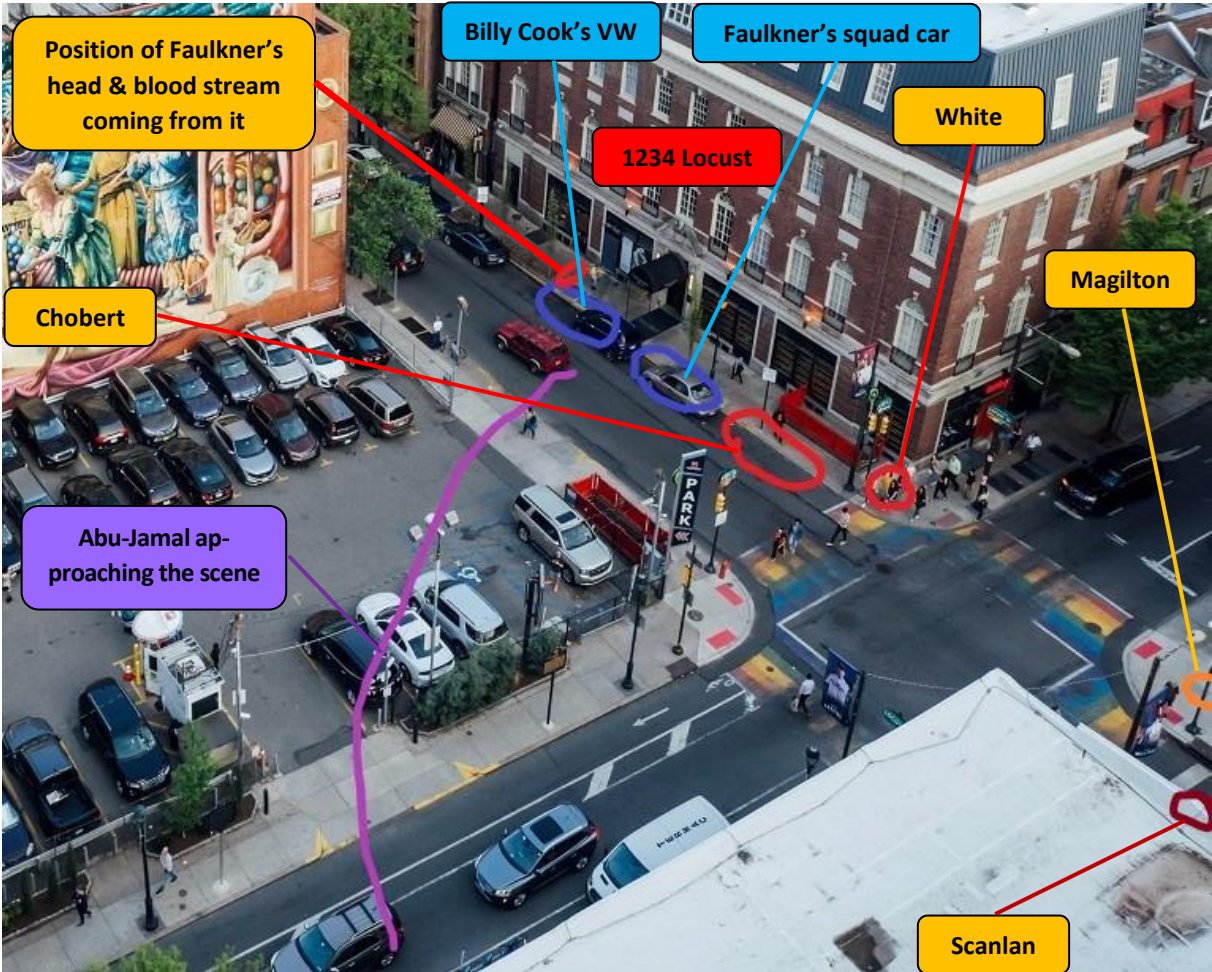 Position of Faulkner’s
head & blood stream
coming from it
Billy Cook’s VW
Faulkner’s squad car
White
1234 Locust
Magilton
Chobert
PARK
Abu-Jamal ap-
proaching the scene
Scanlan